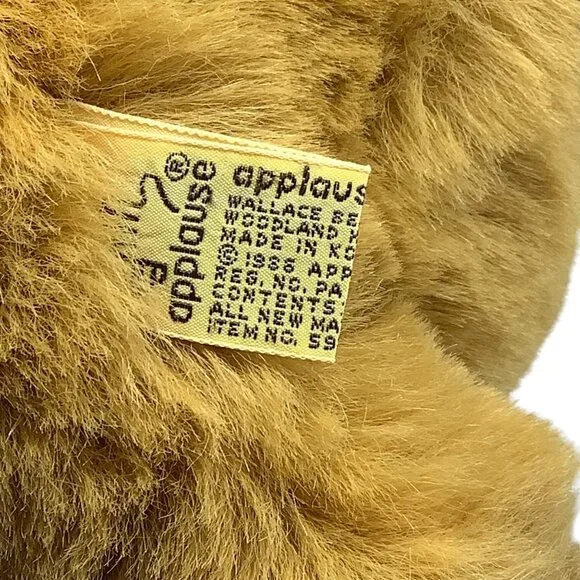 applause
applaus
WALLACE BE
WOODLAND
MADE IN KO
© 1986 APP
REG. NO. PA
CONTENTS
ALL NEW MA
ITEM NO. 59